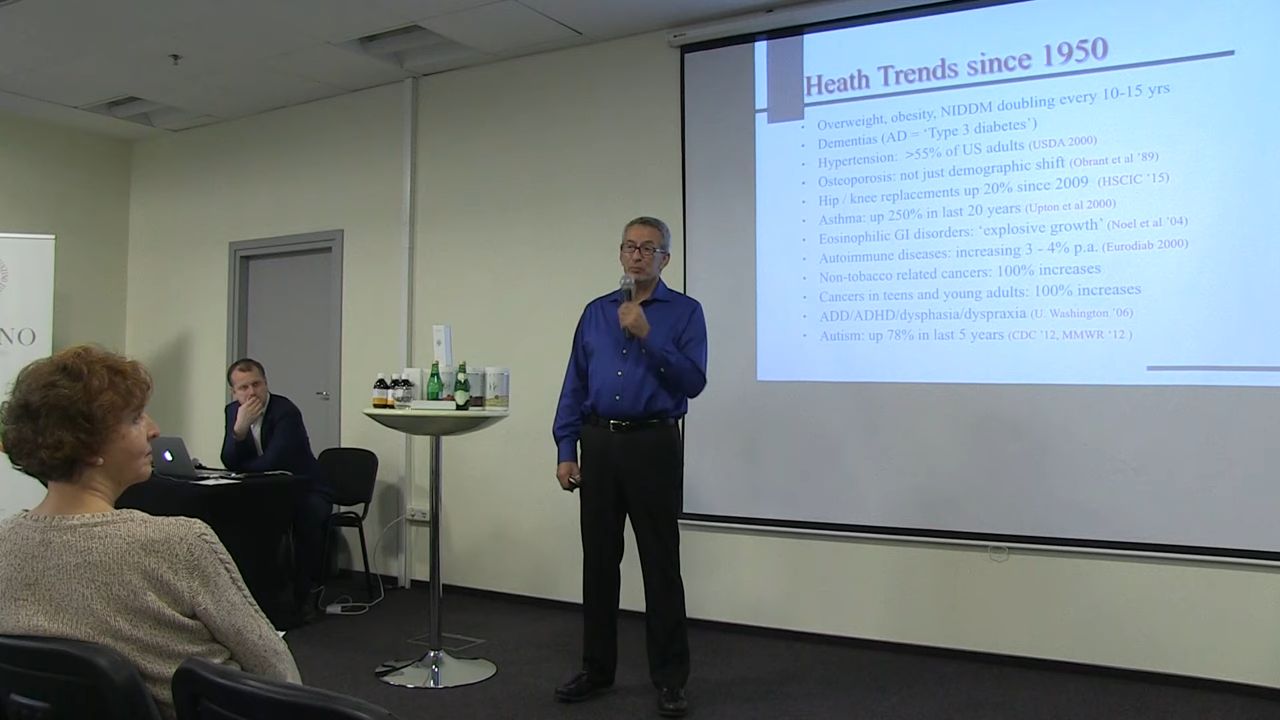 Heath Trends since 1950
• Overweight, obesity, NIDDM doubling every 10-15 yrs
• Dementias (AD = ‘Type 3 diabetes’)
• Hypertension: >55% of US adults (USDA 2000)
• Osteoporosis: not just demographic shift (Obrant et al ’89)
• Hip / knee replacements up 20% since 2009 (HSCIC ’15)
• Asthma: up 250% in last 20 years (Upton et al 2000)
• Eosinophilic GI disorders: ‘explosive growth’ (Noel et al ’04)
• Autoimmune diseases: increasing 3 - 4% p.a. (Eurodiab 2000)
• Non-tobacco related cancers: 100% increases
• Cancers in teens and young adults: 100% increases
• ADD/ADHD/dysphasia/dyspraxia (U. Washington ’06)
• Autism: up 78% in last 5 years (CDC ’12, MMWR ‘12 )
NO